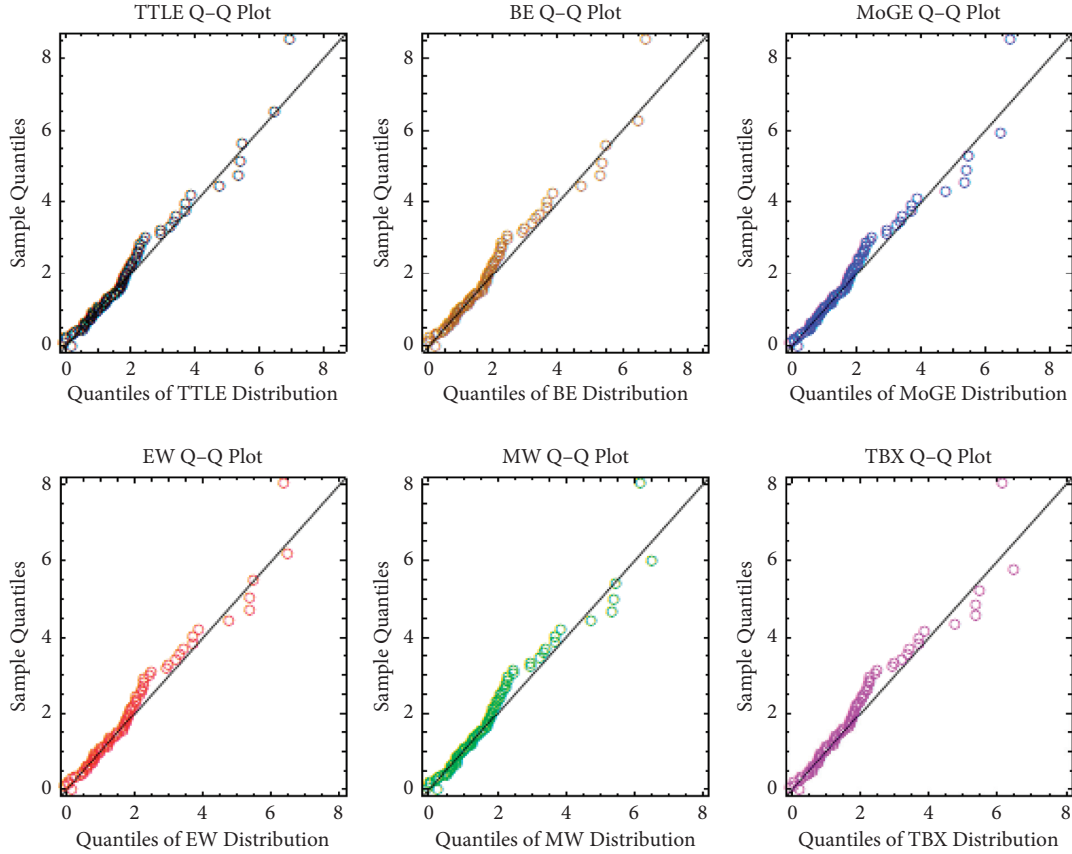 TTLE Q–Q Plot
8
6
4
2
0
Sample Quantiles
0 2 4 6 8
Quantiles of TTLE Distribution
BE Q–Q Plot
8
6
4
2
0
Sample Quantiles
0 2 4 6 8
Quantiles of BE Distribution
MoGE Q–Q Plot
8
6
4
2
0
Sample Quantiles
0 2 4 6 8
Quantiles of MoGE Distribution
EW Q–Q Plot
8
6
4
2
0
Sample Quantiles
0 2 4 6 8
Quantiles of EW Distribution
MW Q–Q Plot
8
6
4
2
0
Sample Quantiles
0 2 4 6 8
Quantiles of MW Distribution
TBX Q–Q Plot
8
6
4
2
0
Sample Quantiles
0 2 4 6 8
Quantiles of TBX Distribution